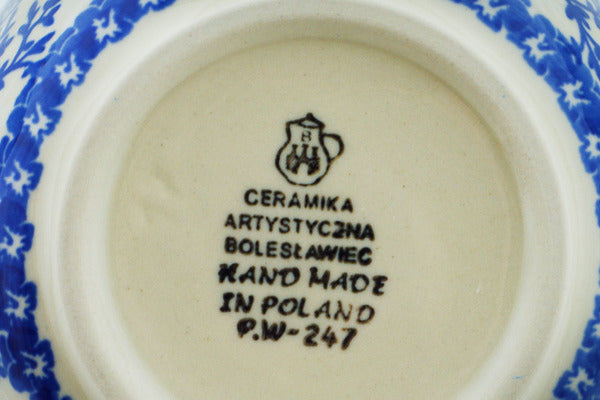 B
CERAMIKA
ARTYSTYCZNA
BOLESŁAWIEC
HAND MADE
IN POLAND
P.W-247